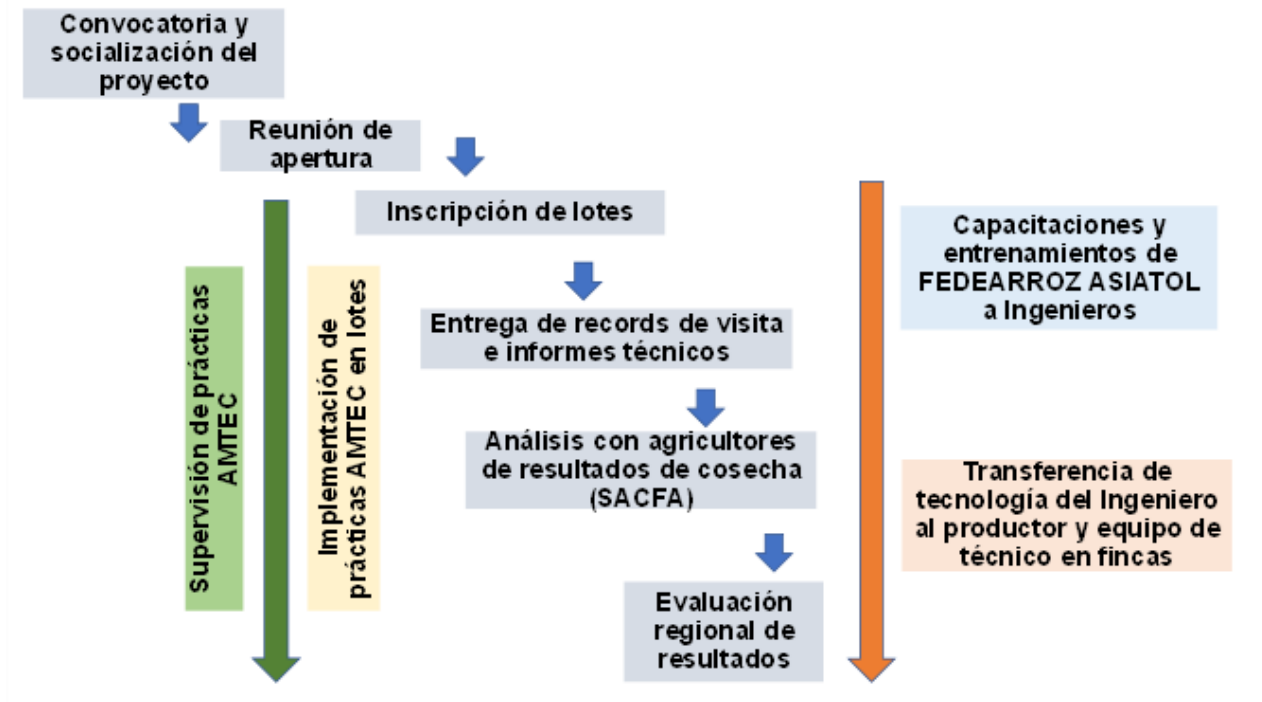 Convocatoria y
socialización del
proyecto
Reunión de
apertura
Inscripción de lotes
Entrega de records de visita
e informes técnicos
Análisis con agricultores
de resultados de cosecha
(SACFA)
Evaluación
regional de
resultados
Supervisión de prácticas
AMTEC
Implementación de
prácticas AMTEC en lotes
Capacitaciones y
entrenamientos de
FEDEARROZ ASIATOL
a Ingenieros
Transferencia de
tecnología del Ingeniero
al productor y equipo de
técnico en fincas